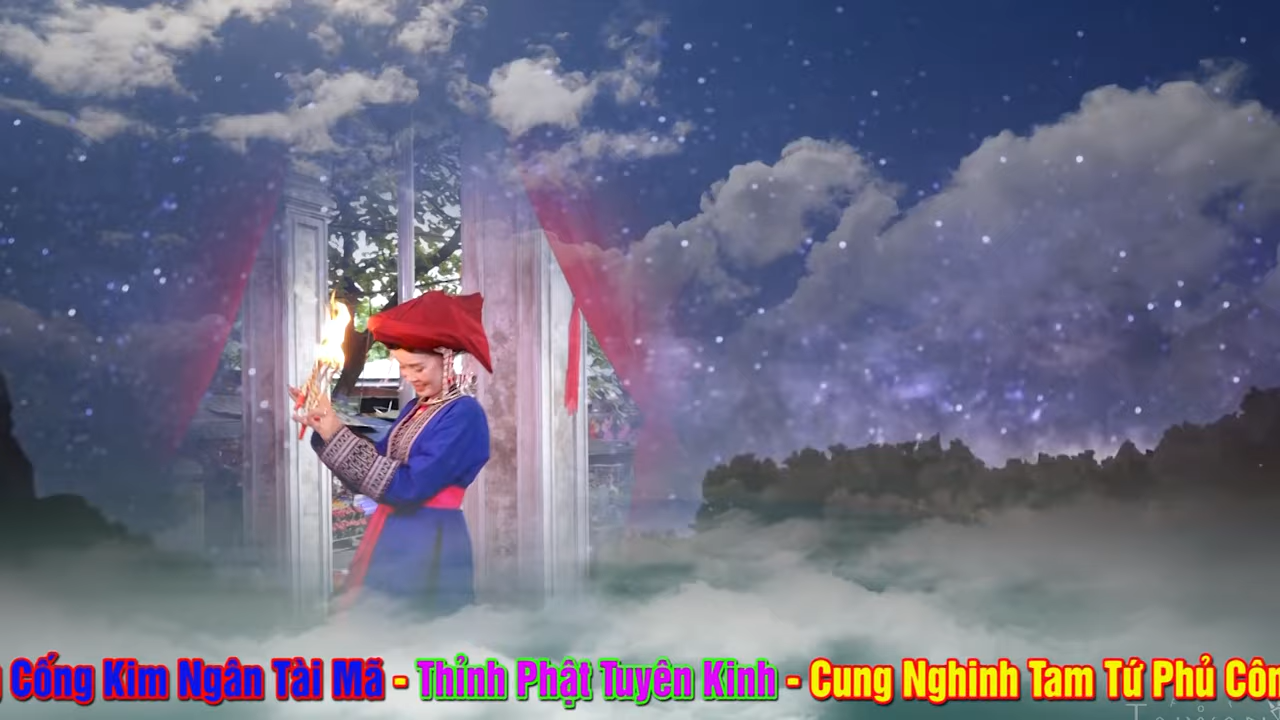 Cống Kim Ngân Tài Mã - Thỉnh Phật Tuyên Kinh - Cung Nghinh Tam Tứ Phủ